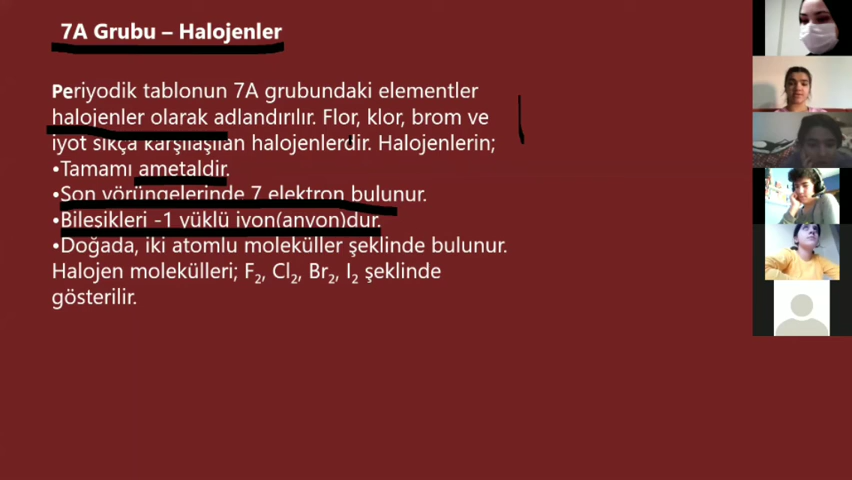 7A Grubu – Halojenler
Periyodik tablonun 7A grubundaki elementler
halojenler olarak adlandırılır. Flor, klor, brom ve
iyot sıkça karşılaşılan halojenlerdir. Halojenlerin;
•Tamamı ametaldir.
•Son yörüngelerinde 7 elektron bulunur.
•Bileşikleri -1 yüklü iyon(anyon)dur.
•Doğada, iki atomlu moleküller şeklinde bulunur.
Halojen molekülleri; F₂, Cl₂, Br₂, I₂ şeklinde
gösterilir.